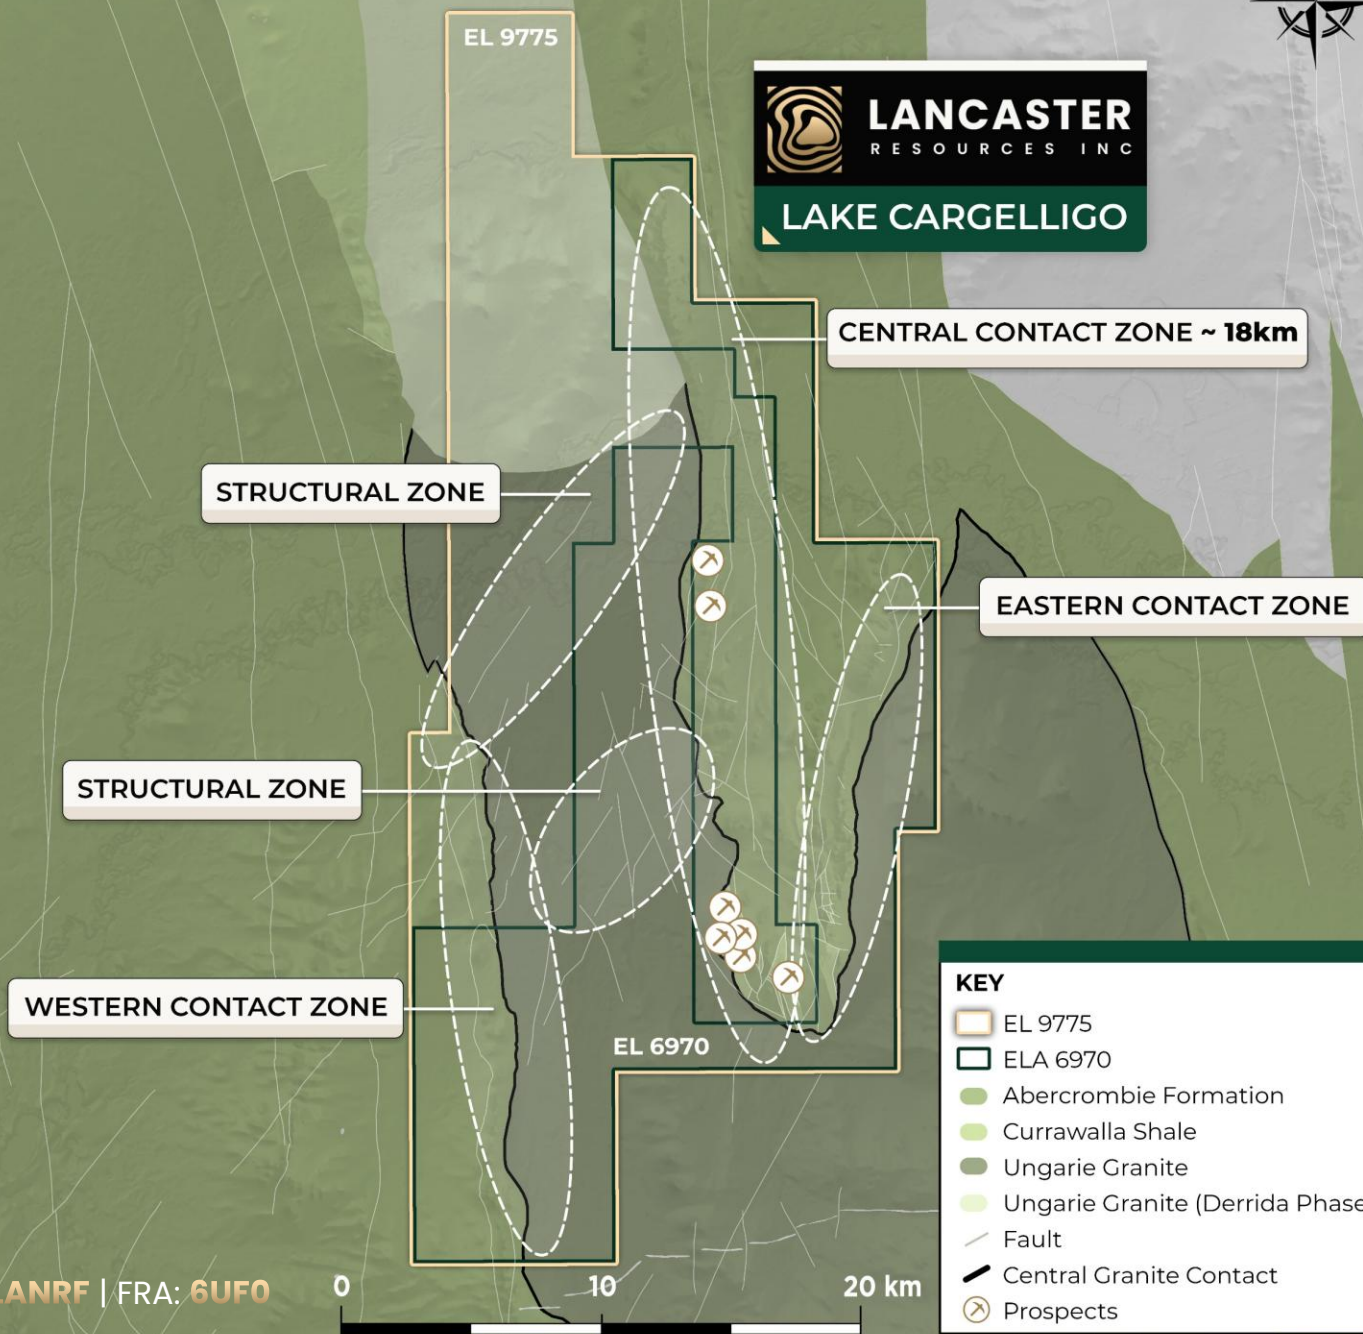 EL 9775
LANCASTER
RESOURCES INC
LAKE CARGELLIGO
CENTRAL CONTACT ZONE ~ 18km
STRUCTURAL ZONE
EASTERN CONTACT ZONE
STRUCTURAL ZONE
WESTERN CONTACT ZONE
EL 6970
KEY
EL 9775
ELA 6970
Abercrombie Formation
Currawalla Shale
Ungarie Granite
Ungarie Granite (Derrida Phase
Fault
Central Granite Contact
Prospects
ANRF | FRA: 6UF0
0 10 20 km